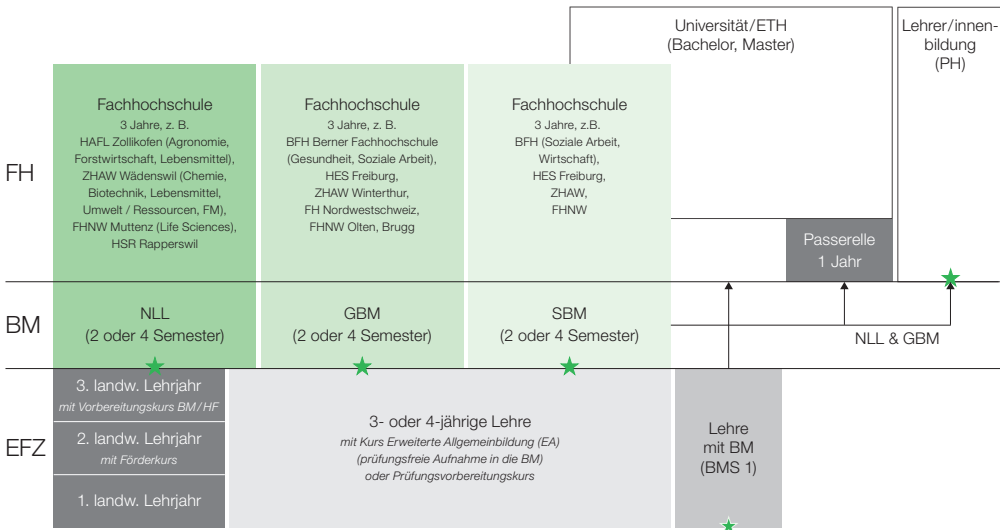 Universität/ETH
(Bachelor, Master)
Lehrer/innen-
bildung
(PH)
FH
Fachhochschule
3 Jahre, z. B.
HAFL Zollikofen (Agronomie,
Forstwirtschaft, Lebensmittel),
ZHAW Wädenswil (Chemie,
Biotechnik, Lebensmittel,
Umwelt / Ressourcen, FM),
FHNW Muttenz (Life Sciences),
HSR Rapperswil
Fachhochschule
3 Jahre, z. B.
BFH Berner Fachhochschule
(Gesundheit, Soziale Arbeit),
HES Freiburg,
ZHAW Winterthur,
FH Nordwestschweiz,
FHNW Olten, Brugg
Fachhochschule
3 Jahre, z.B.
BFH (Soziale Arbeit,
Wirtschaft),
HES Freiburg,
ZHAW,
FHNW
Passerelle
1 Jahr
BM
NLL
(2 oder 4 Semester)
GBM
(2 oder 4 Semester)
SBM
(2 oder 4 Semester)
NLL & GBM
EFZ
3. landw. Lehrjahr
mit Vorbereitungskurs BM/HF
2. landw. Lehrjahr
mit Förderkurs
1. landw. Lehrjahr
3- oder 4-jährige Lehre
mit Kurs Erweiterte Allgemeinbildung (EA)
(prüfungsfreie Aufnahme in die BM)
oder Prüfungsvorbereitungskurs
Lehre
mit BM
(BMS 1)